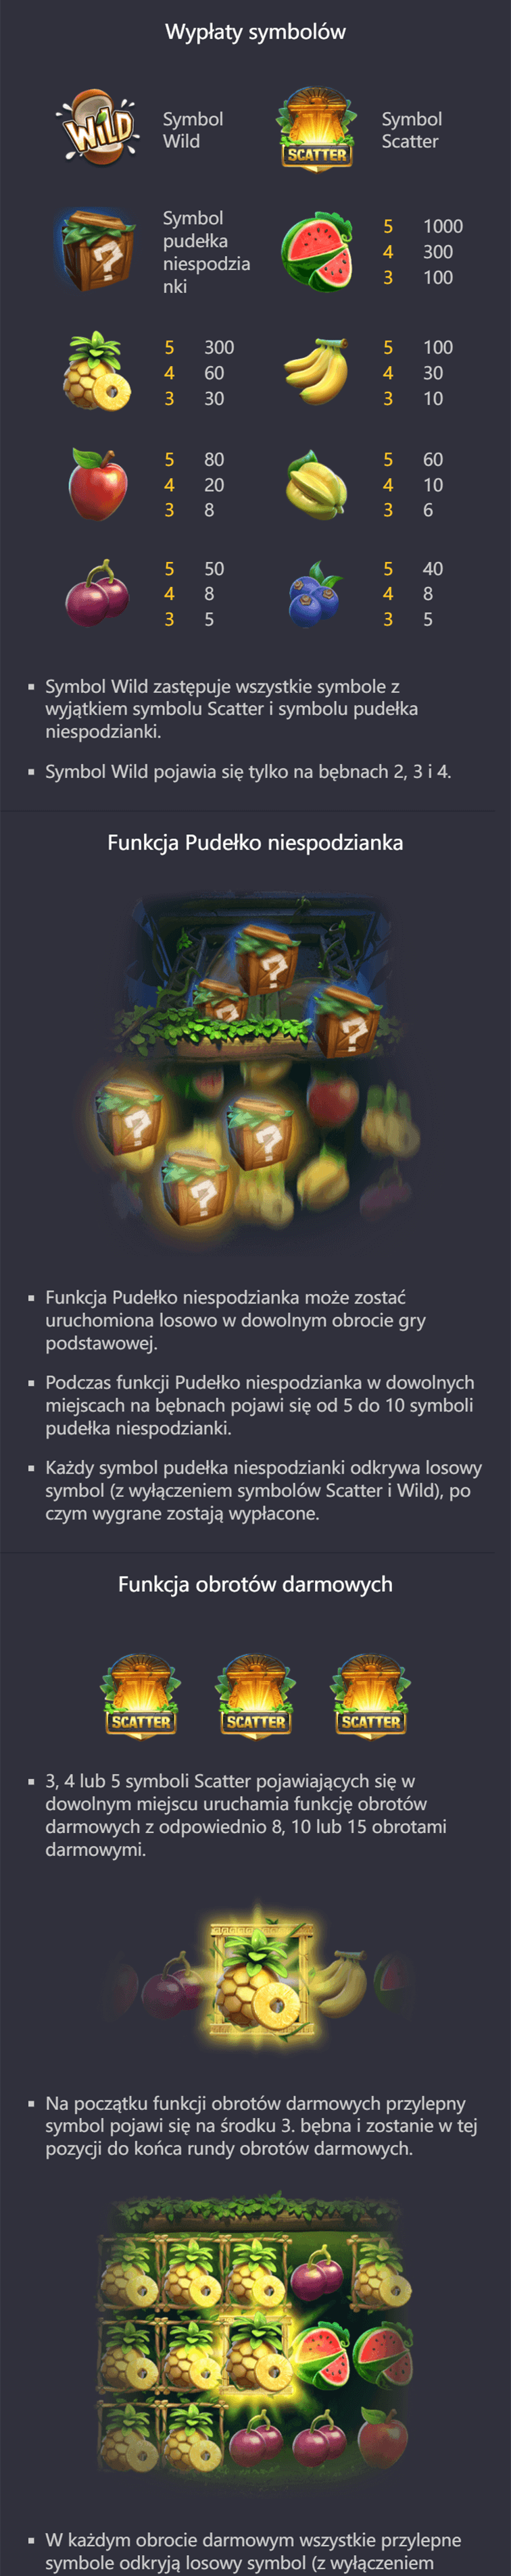 Wypłaty symbolów
WILD
Symbol
Wild
SCATTER
Symbol
Scatter
?
Symbol
pudełka
niespodzia
nki
5 1000
4 300
3 100
5 300
4 60
3 30
5 100
4 30
3 10
5 80
4 20
3 8
5 60
4 10
3 6
5 50
4 8
3 5
5 40
4 8
3 5
▪ Symbol Wild zastępuje wszystkie symbole z
wyjątkiem symbolu Scatter i symbolu pudełka
niespodzianki.
▪ Symbol Wild pojawia się tylko na bębnach 2, 3 i 4.
Funkcja Pudełko niespodzianka
?
?
?
?
?
?
▪ Funkcja Pudełko niespodzianka może zostać
uruchomiona losowo w dowolnym obrocie gry
podstawowej.
▪ Podczas funkcji Pudełko niespodzianka w dowolnych
miejscach na bębnach pojawi się od 5 do 10 symboli
pudełka niespodzianki.
▪ Każdy symbol pudełka niespodzianki odkrywa losowy
symbol (z wyłączeniem symbolów Scatter i Wild), po
czym wygrane zostają wypłacone.
Funkcja obrotów darmowych
SCATTER SCATTER SCATTER
▪ 3, 4 lub 5 symboli Scatter pojawiających się w
dowolnym miejscu uruchamia funkcję obrotów
darmowych z odpowiednio 8, 10 lub 15 obrotami
darmowymi.
▪ Na początku funkcji obrotów darmowych przylepny
symbol pojawi się na środku 3. bębna i zostanie w tej
pozycji do końca rundy obrotów darmowych.
▪ W każdym obrocie darmowym wszystkie przylepne
symbole odkryją losowy symbol (z wyłączeniem